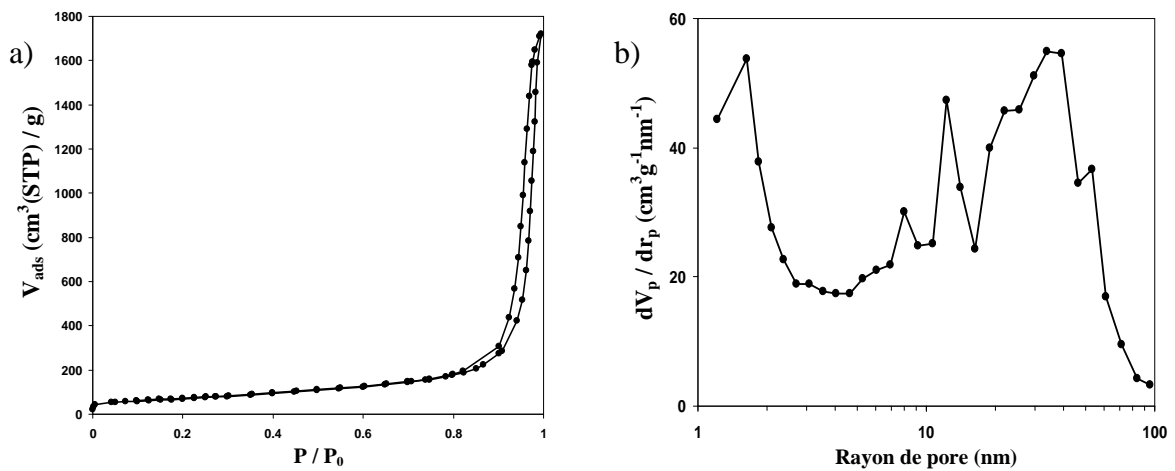 a)
1800
1600
1400
1200
1000
800
600
400
200
0
0 0.2 0.4 0.6 0.8 1
V_ads (cm³(STP) / g)
P / P₀
b)
60
40
20
0
1 10 100
dV_p / dr_p (cm³g⁻¹nm⁻¹)
Rayon de pore (nm)